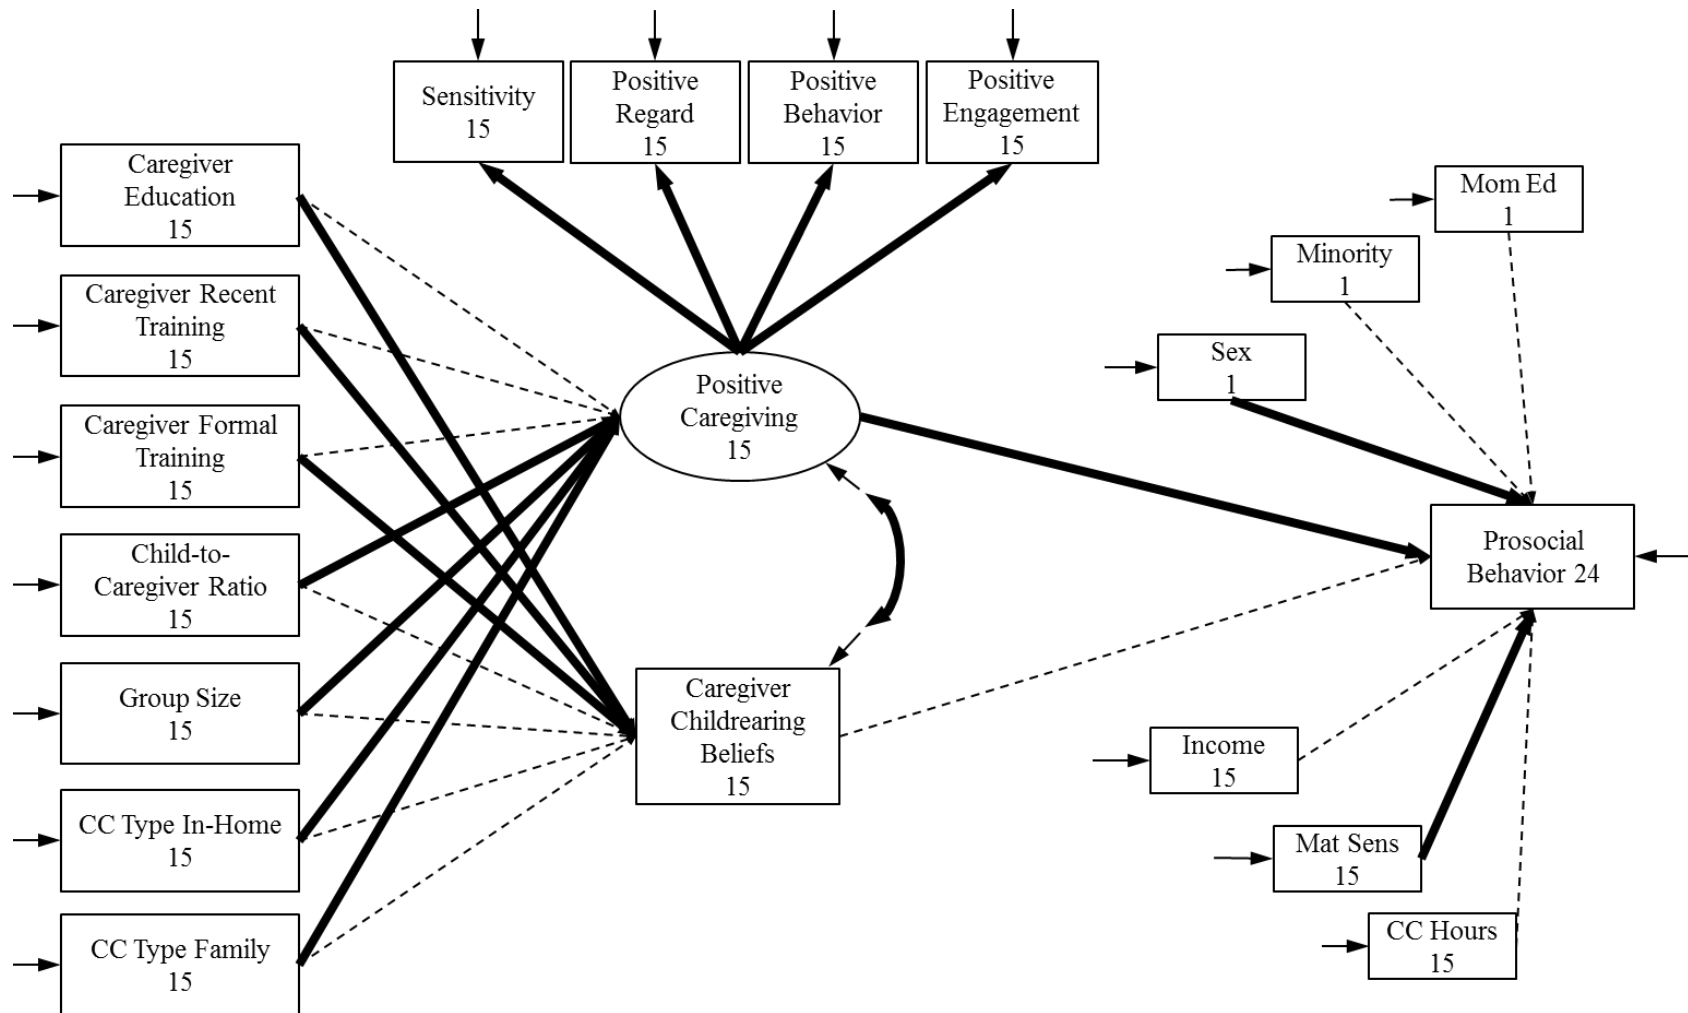 Sensitivity
15
Positive
Regard
15
Positive
Behavior
15
Positive
Engagement
15
Caregiver
Education
15
Caregiver Recent
Training
15
Caregiver Formal
Training
15
Child-to-
Caregiver Ratio
15
Group Size
15
CC Type In-Home
15
CC Type Family
15
Positive
Caregiving
15
Caregiver
Childrearing
Beliefs
15
Mom Ed
1
Minority
1
Sex
1
Prosocial
Behavior 24
Income
15
Mat Sens
15
CC Hours
15